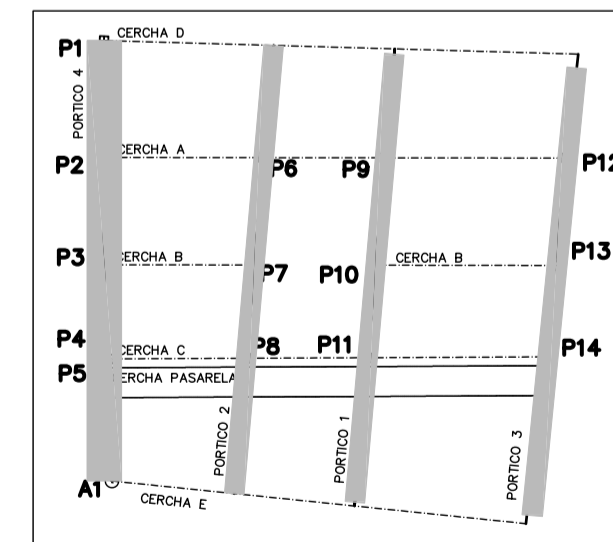 CERCHA D
P1
PORTICO 4
CERCHA A
P2
P6
P9
P12
P3
CERCHA B
P7
P10
CERCHA B
P13
P4
CERCHA C
P8
P11
P14
P5
CERCHA PASARELA
PORTICO 2
PORTICO 1
PORTICO 3
A1
CERCHA E